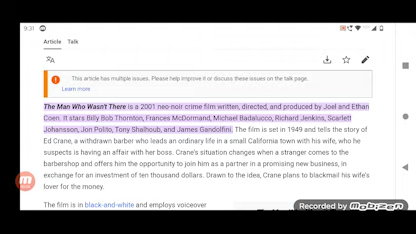 9:31
Article Talk
This article has multiple issues. Please help improve it or discuss these issues on the talk page.
Learn more
The Man Who Wasn't There is a 2001 neo-noir crime film written, directed, and produced by Joel and Ethan
Coen. It stars Billy Bob Thornton, Frances McDormand, Michael Badalucco, Richard Jenkins, Scarlett
Johansson, Jon Polito, Tony Shalhoub, and James Gandolfini. The film is set in 1949 and tells the story of
Ed Crane, a withdrawn barber who leads an ordinary life in a small California town with his wife, who he
suspects is having an affair with her boss. Crane's situation changes when a stranger comes to the
barbershop and offers him the opportunity to join him as a partner in a promising new business, in
exchange for an investment of ten thousand dollars. Drawn to the idea, Crane plans to blackmail his wife's
lover for the money.
The film is in black-and-white and employs voiceover
Recorded by Mobizen